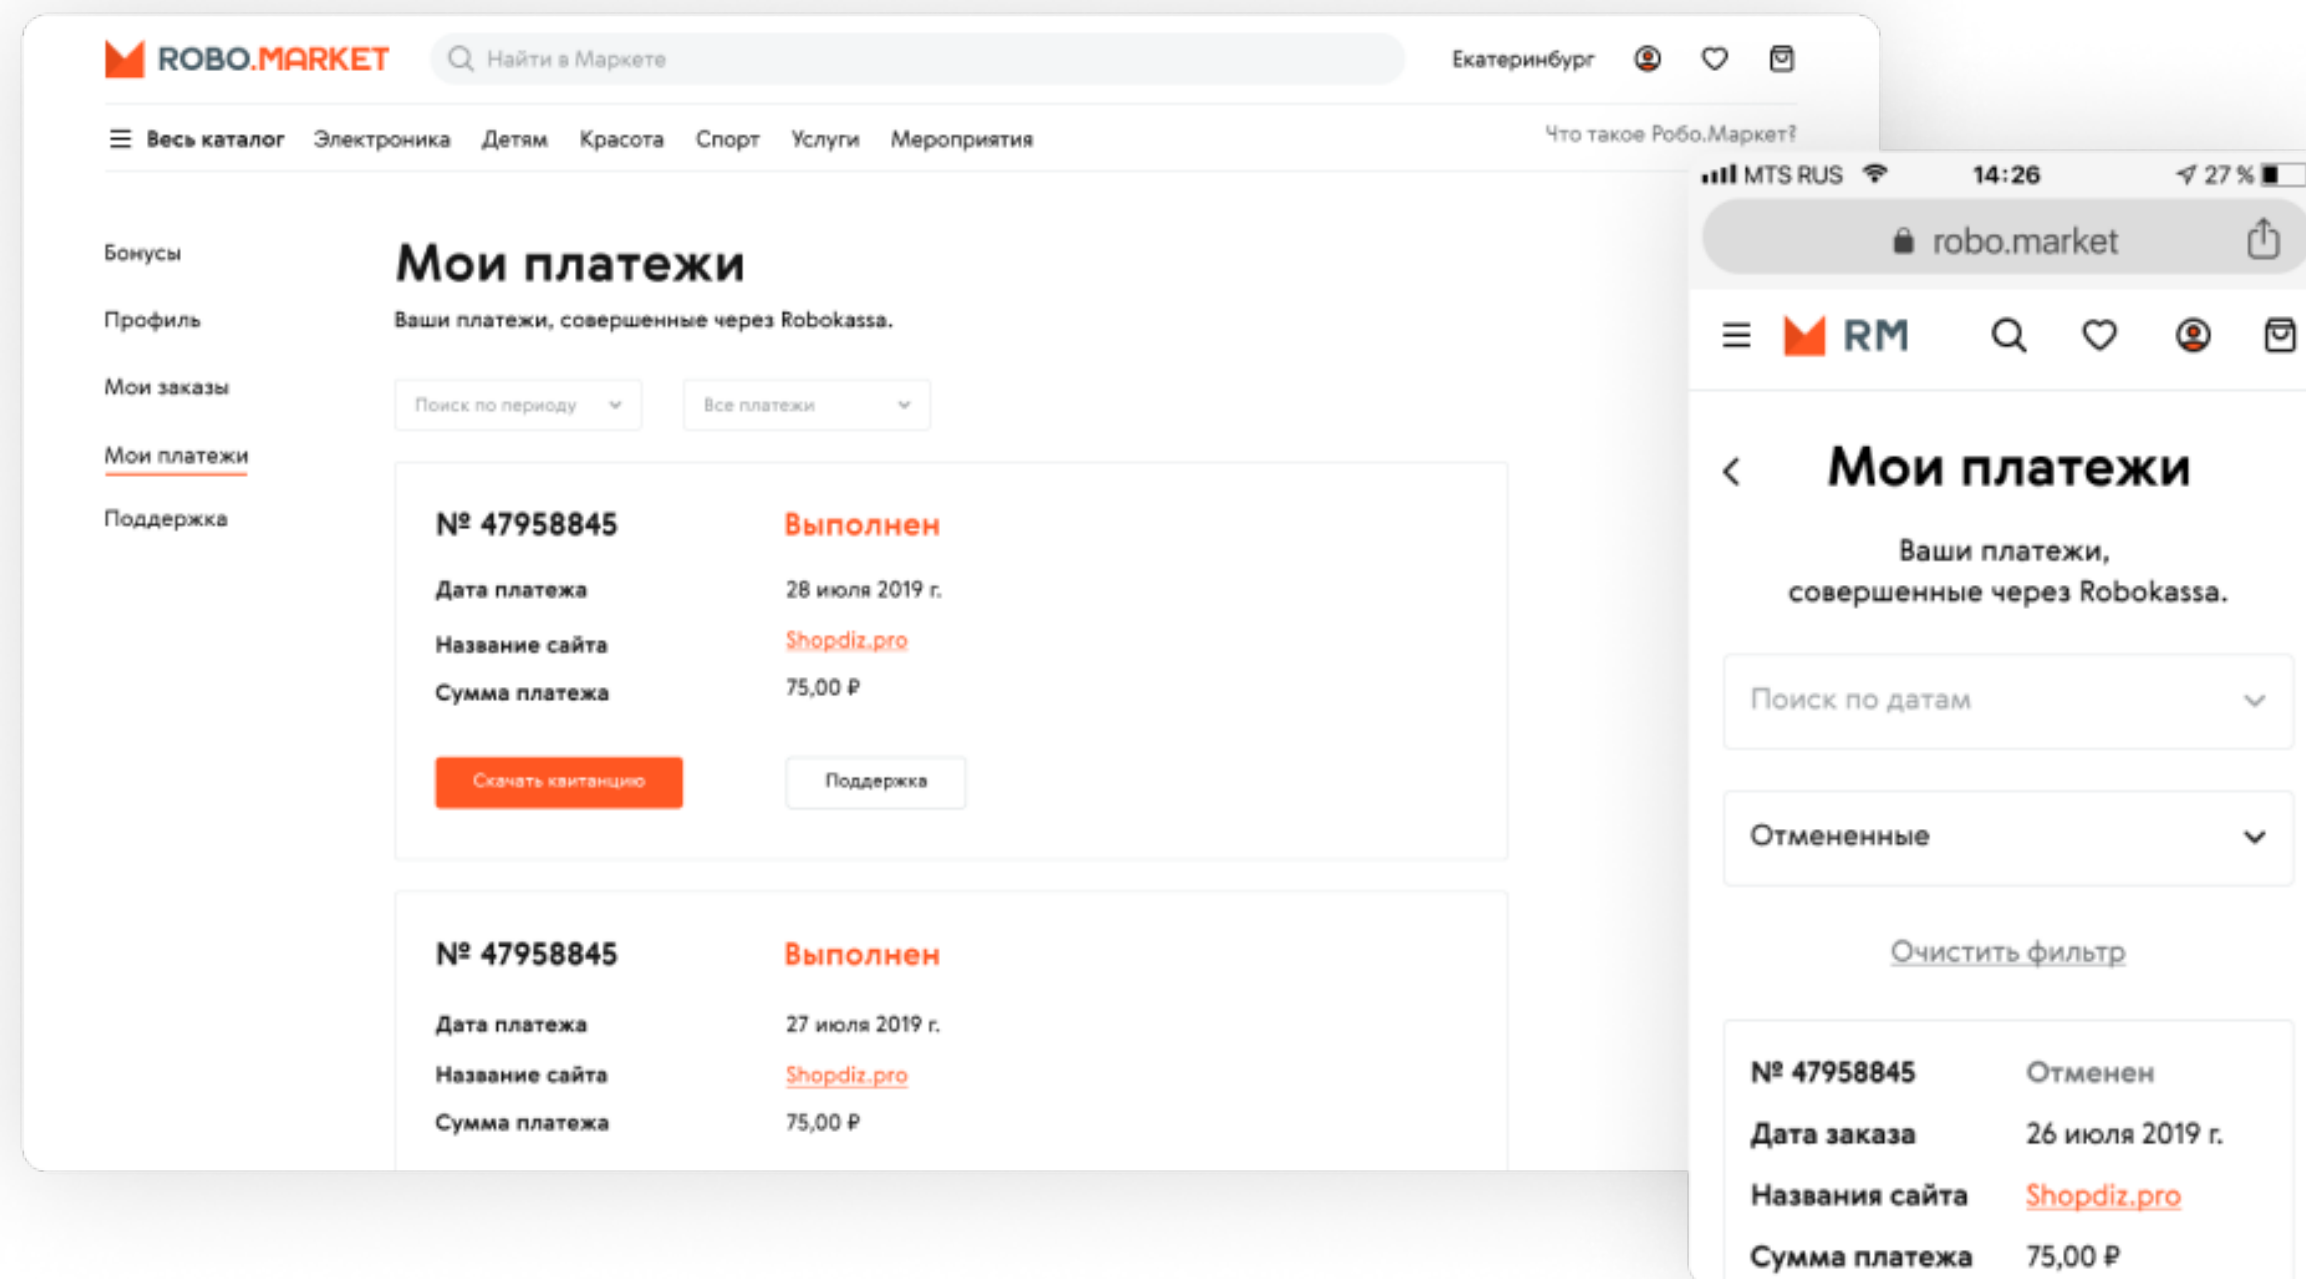 ROBO.MARKET
Найти в Маркете
Екатеринбург
Весь каталог Электроника Детям Красота Спорт Услуги Мероприятия
Что такое Робо.Маркет?
Бонусы
Профиль
Мои заказы
Мои платежи
Поддержка
Мои платежи
Ваши платежи, совершенные через Robokassa.
Поиск по периоду
Все платежи
№ 47958845 Выполнен
Дата платежа 28 июля 2019 г.
Название сайта Shopdiz.pro
Сумма платежа 75,00 ₽
Скачать квитанцию
Поддержка
№ 47958845 Выполнен
Дата платежа 27 июля 2019 г.
Название сайта Shopdiz.pro
Сумма платежа 75,00 ₽
MTS RUS 14:26 27 %
robo.market
RM
Мои платежи
Ваши платежи,
совершенные через Robokassa.
Поиск по датам
Отмененные
Очистить фильтр
№ 47958845 Отменен
Дата заказа 26 июля 2019 г.
Названия сайта Shopdiz.pro
Сумма платежа 75,00 ₽